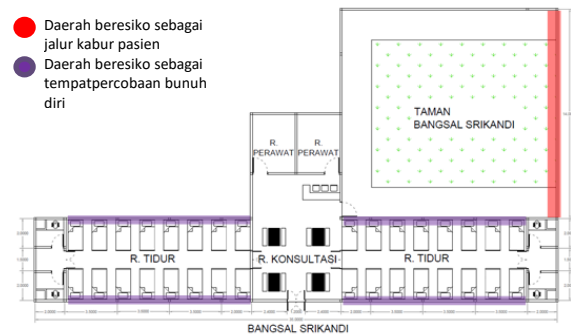 Daerah beresiko sebagai
jalur kabur pasien
Daerah beresiko sebagai
tempatpercobaan bunuh
diri
TAMAN
BANGSAL SRIKANDI
R.
PERAWAT
R.
PERAWAT
R. TIDUR
R. KONSULTASI
R. TIDUR
BANGSAL SRIKANDI